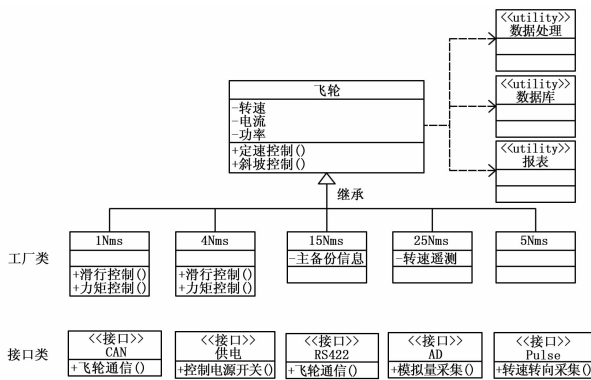 <<utility>>
数据处理
飞轮
-转速
-电流
-功率
+定速控制()
+斜坡控制()
<<utility>>
数据库
<<utility>>
报表
继承
工厂类
1Nms
+滑行控制()
+力矩控制()
4Nms
+滑行控制()
+力矩控制()
15Nms
-主备份信息
25Nms
-转速遥测
5Nms
接口类
<<接口>>
CAN
+飞轮通信()
<<接口>>
供电
+控制电源开关()
<<接口>>
RS422
+飞轮通信()
<<接口>>
AD
+模拟量采集()
<<接口>>
Pulse
+转速转向采集()